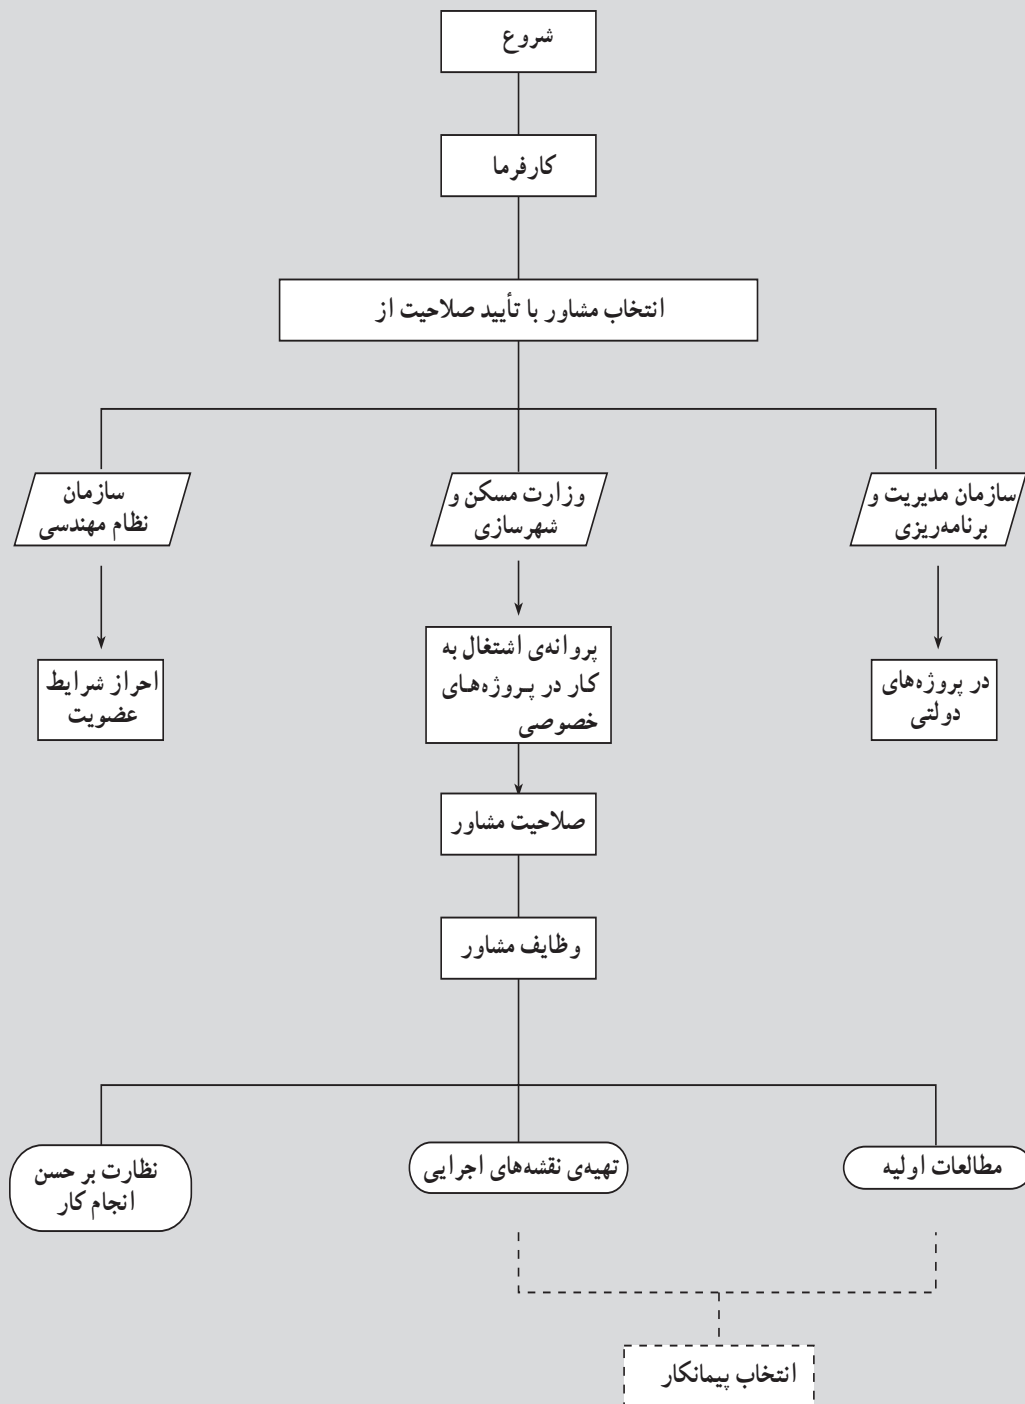 شروع
کارفرما
انتخاب مشاور با تأیید صلاحیت از
سازمان مدیریت و
برنامه‌ریزی
وزارت مسکن و
شهرسازی
سازمان
نظام مهندسی
در پروژه‌های
دولتی
پروانه‌ی اشتغال به
کار در پروژه‌های
خصوصی
احراز شرایط
عضویت
صلاحیت مشاور
وظایف مشاور
مطالعات اولیه
تهیه‌ی نقشه‌های اجرایی
نظارت بر حسن
انجام کار
انتخاب پیمانکار